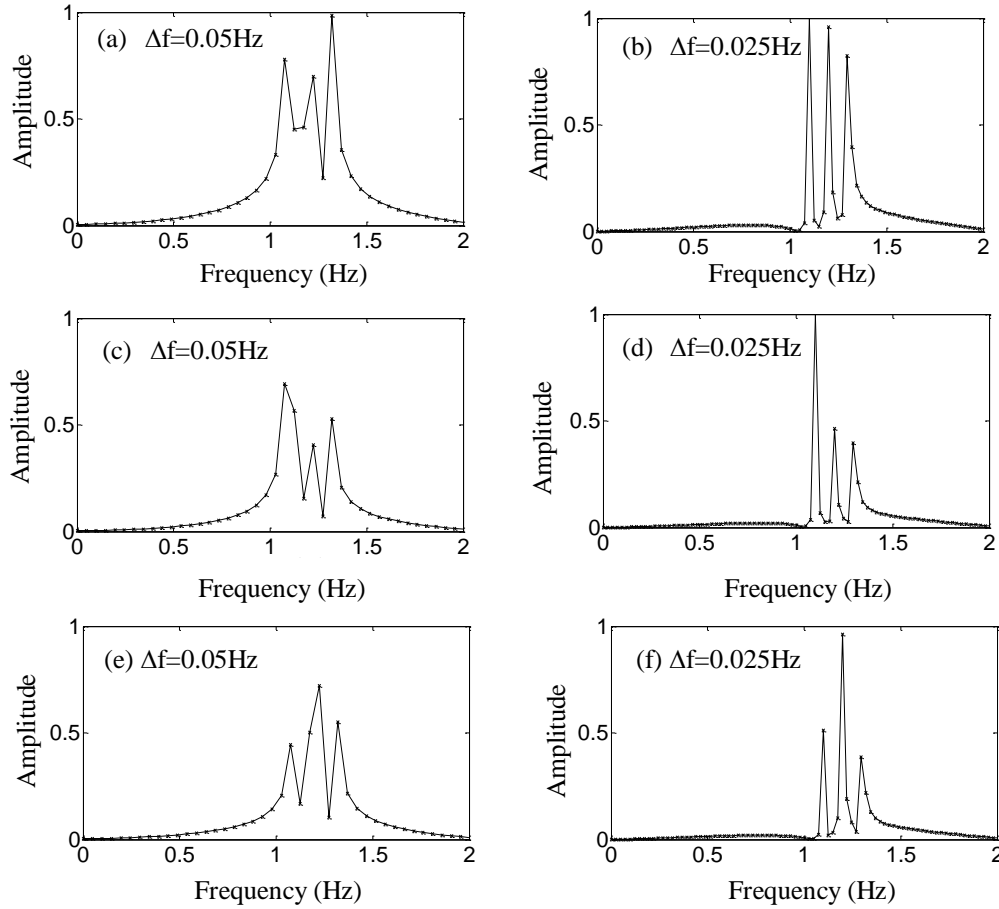 (a) Δf=0.05Hz
1
0.5
0
Amplitude
0 0.5 1 1.5 2
Frequency (Hz)
(b) Δf=0.025Hz
1
0.5
0
Amplitude
0 0.5 1 1.5 2
Frequency (Hz)
(c) Δf=0.05Hz
1
0.5
0
Amplitude
0 0.5 1 1.5 2
Frequency (Hz)
(d) Δf=0.025Hz
1
0.5
0
Amplitude
0 0.5 1 1.5 2
Frequency (Hz)
(e) Δf=0.05Hz
1
0.5
0
Amplitude
0 0.5 1 1.5 2
Frequency (Hz)
(f) Δf=0.025Hz
1
0.5
0
Amplitude
0 0.5 1 1.5 2
Frequency (Hz)